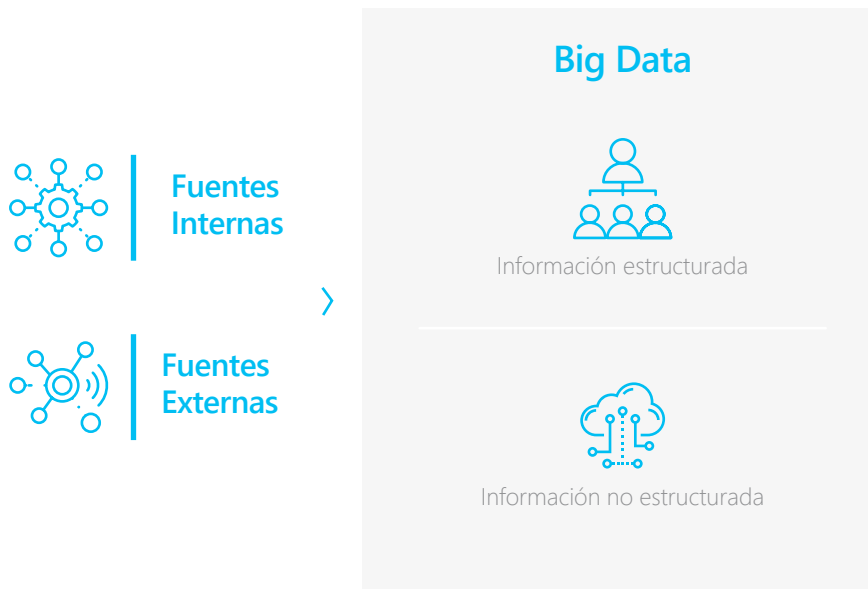 Fuentes
Internas
Fuentes
Externas
Big Data
Información estructurada
Información no estructurada